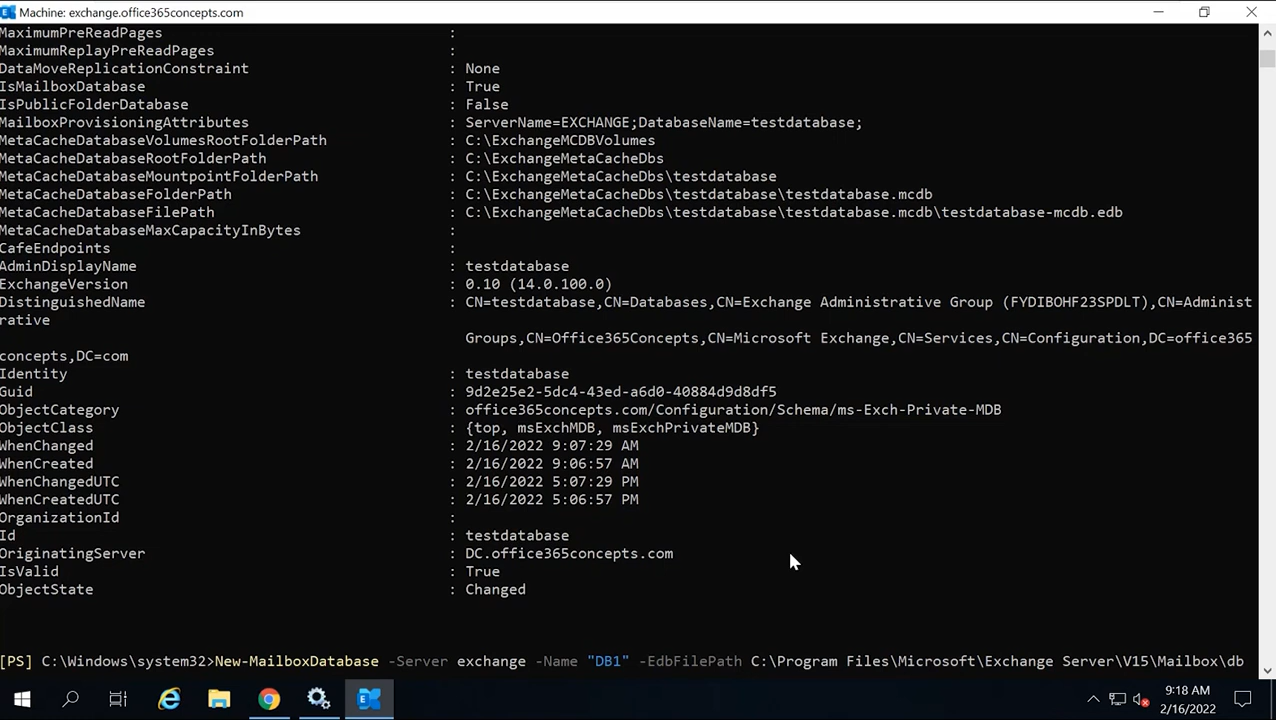 Machine: exchange.office365concepts.com
MaximumPreReadPages :
MaximumReplayPreReadPages :
DataMoveReplicationConstraint : None
IsMailboxDatabase : True
IsPublicFolderDatabase : False
MailboxProvisioningAttributes : ServerName=EXCHANGE;DatabaseName=testdatabase;
MetaCacheDatabaseVolumesRootFolderPath : C:\ExchangeMCDBVolumes
MetaCacheDatabaseRootFolderPath : C:\ExchangeMetaCacheDbs
MetaCacheDatabaseMountpointFolderPath : C:\ExchangeMetaCacheDbs\testdatabase
MetaCacheDatabaseFolderPath : C:\ExchangeMetaCacheDbs\testdatabase\testdatabase.mcdb
MetaCacheDatabaseFilePath : C:\ExchangeMetaCacheDbs\testdatabase\testdatabase.mcdb\testdatabase-mcdb.edb
MetaCacheDatabaseMaxCapacityInBytes :
CafeEndpoints :
AdminDisplayName : testdatabase
ExchangeVersion : 0.10 (14.0.100.0)
DistinguishedName : CN=testdatabase,CN=Databases,CN=Exchange Administrative Group (FYDIBOHF23SPDLT),CN=Administ
rative
Groups,CN=Office365Concepts,CN=Microsoft Exchange,CN=Services,CN=Configuration,DC=office365
concepts,DC=com
Identity : testdatabase
Guid : 9d2e25e2-5dc4-43ed-a6d0-40884d9d8df5
ObjectCategory : office365concepts.com/Configuration/Schema/ms-Exch-Private-MDB
ObjectClass : {top, msExchMDB, msExchPrivateMDB}
WhenChanged : 2/16/2022 9:07:29 AM
WhenCreated : 2/16/2022 9:06:57 AM
WhenChangedUTC : 2/16/2022 5:07:29 PM
WhenCreatedUTC : 2/16/2022 5:06:57 PM
OrganizationId :
Id : testdatabase
OriginatingServer : DC.office365concepts.com
IsValid : True
ObjectState : Changed
[PS] C:\Windows\system32>New-MailboxDatabase -Server exchange -Name "DB1" -EdbFilePath C:\Program Files\Microsoft\Exchange Server\V15\Mailbox\db
9:18 AM
2/16/2022